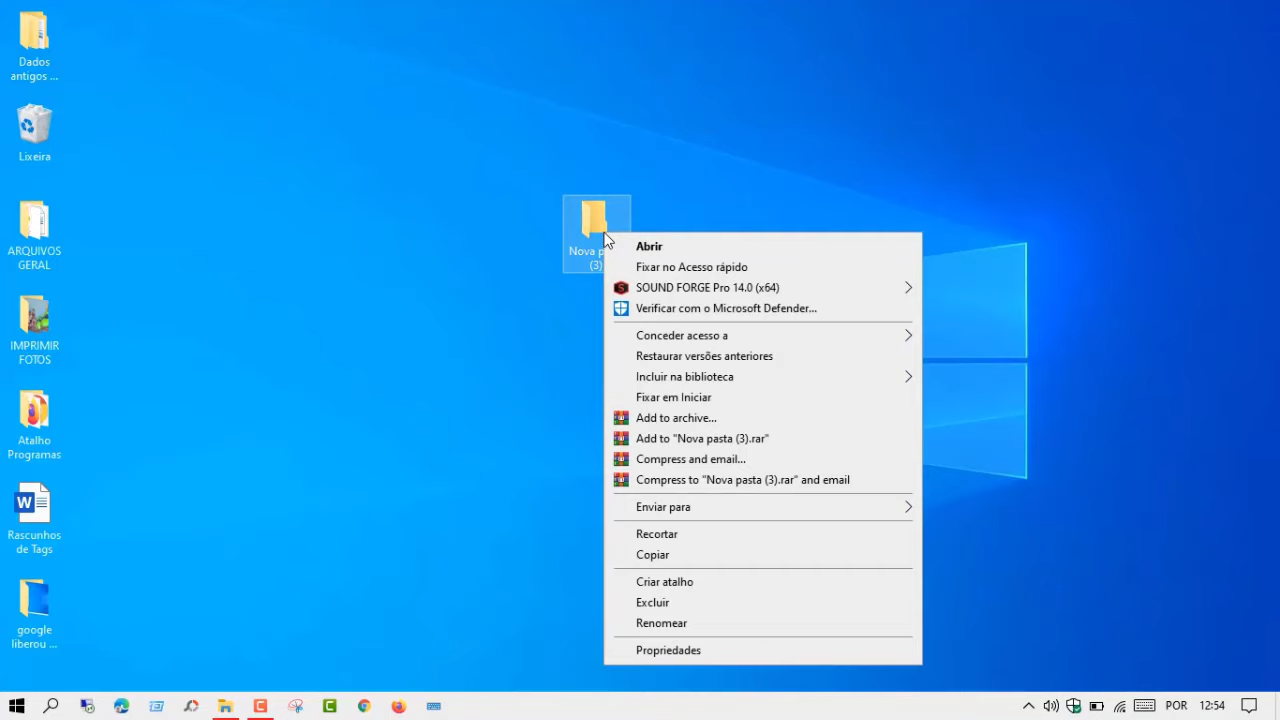 Dados
antigos ...
Lixeira
ARQUIVOS
GERAL
IMPRIMIR
FOTOS
Atalho
Programas
Rascunhos
de Tags
google
liberou ...
Nova
(3)
Abrir
Fixar no Acesso rápido
SOUND FORGE Pro 14.0 (x64)
Verificar com o Microsoft Defender...
Conceder acesso a
Restaurar versões anteriores
Incluir na biblioteca
Fixar em Iniciar
Add to archive...
Add to "Nova pasta (3).rar"
Compress and email...
Compress to "Nova pasta (3).rar" and email
Enviar para
Recortar
Copiar
Criar atalho
Excluir
Renomear
Propriedades
POR 12:54